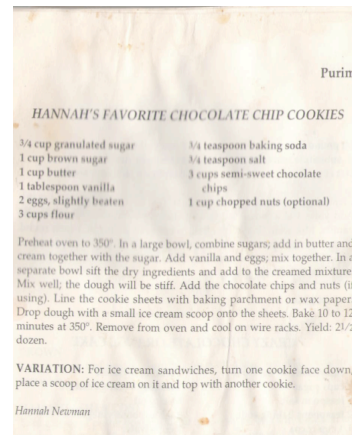 Purim
HANNAH'S FAVORITE CHOCOLATE CHIP COOKIES
3/4 cup granulated sugar
1 cup brown sugar
1 cup butter
1 tablespoon vanilla
2 eggs, slightly beaten
3 cups flour
3/4 teaspoon baking soda
3/4 teaspoon salt
3 cups semi-sweet chocolate
chips
1 cup chopped nuts (optional)
Preheat oven to 350°. In a large bowl, combine sugars; add in butter and
cream together with the sugar. Add vanilla and eggs; mix together. In a
separate bowl sift the dry ingredients and add to the creamed mixture
Mix well; the dough will be stiff. Add the chocolate chips and nuts (if
using). Line the cookie sheets with baking parchment or wax paper.
Drop dough with a small ice scream scoop onto the sheets. Bake 10 to 12
minutes at 350°. Remove from oven and cool on wire racks. Yield: 21/2
dozen.
VARIATION: For ice cream sandwiches, turn one cookie face down,
place a scoop of ice cream on it and top with another cookie.
Hannah Newman